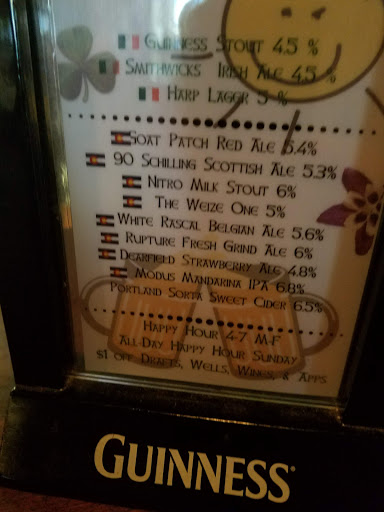 Guinness Stout 4.5 %
Smithwicks Irish Ale 4.5 %
Harp Lager 5 %
Goat Patch Red Ale 5.4%
90 Schilling Scottish Ale 5.3%
Nitro Milk Stout 6%
The Weize One 5%
White Rascal Belgian Ale 5.6%
Rupture Fresh Grind Ale 6%
Dearfield Strawberry Ale 4.8%
Modus Mandarina IPA 6.8%
Portland Sorta Sweet Cider 6.5%
Happy Hour 4-7 M-F
All-Day Happy Hour Sunday
$1 off Drafts, Wells, Wines, & Apps
GUINNESS®